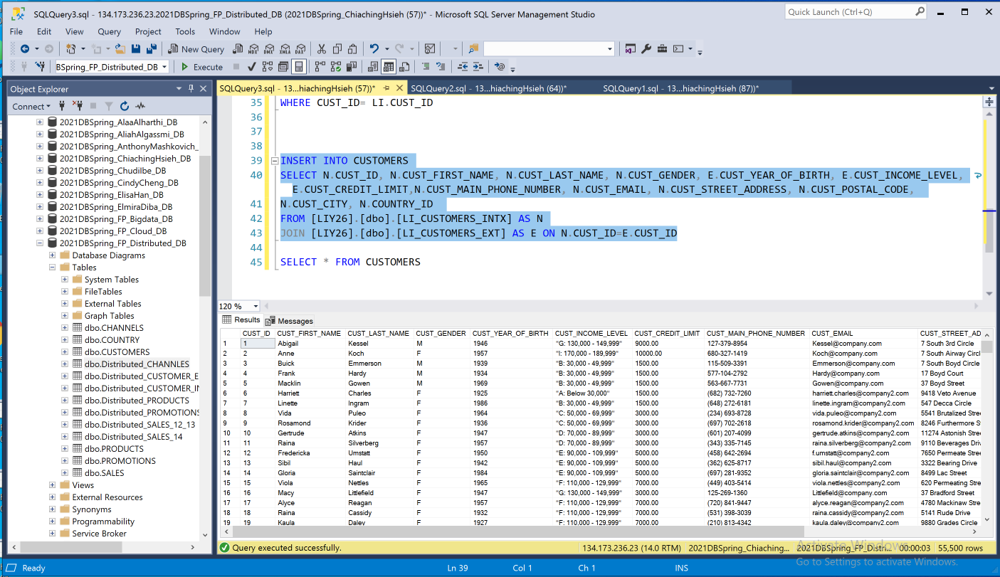 SQLQuery3.sql - 134.173.236.23.2021DBSpring_FP_Distributed_DB (2021DBSpring_ChiachingHsieh (57))* - Microsoft SQL Server Management Studio
Quick Launch (Ctrl+Q)
File Edit View Query Project Tools Window Help
New Query MDX DMX XMLA DAX
BSpring_FP_Distributed_DB Execute
Object Explorer
SQLQuery3.sql - 13...hiachingHsieh (57))* SQLQuery2.sql - 13...hiachingHsieh (64))* SQLQuery1.sql - 13...hiachingHsieh (87))*
Connect
2021DBSpring_AlaaAlharthi_DB
2021DBSpring_AliahAlgassmi_DB
2021DBSpring_AnthonyMashkovich_
2021DBSpring_ChiachingHsieh_DB
2021DBSpring_ChudiIbe_DB
2021DBSpring_CindyCheng_DB
2021DBSpring_ElisaHan_DB
2021DBSpring_ElmiraDiba_DB
2021DBSpring_FP_Bigdata_DB
2021DBSpring_FP_Cloud_DB
2021DBSpring_FP_Distributed_DB
Database Diagrams
Tables
System Tables
FileTables
External Tables
Graph Tables
dbo.CHANNELS
dbo.COUNTRY
dbo.CUSTOMERS
dbo.Distributed_CHANNLES
dbo.Distributed_CUSTOMER_E
dbo.Distributed_CUSTOMER_IN
dbo.Distributed_PRODUCTS
dbo.Distributed_PROMOTIONS
dbo.Distributed_SALES_12_13
dbo.Distributed_SALES_14
dbo.PRODUCTS
dbo.PROMOTIONS
dbo.SALES
Views
External Resources
Synonyms
Programmability
Service Broker
35 WHERE CUST_ID= LI.CUST_ID
36
37
38
39 INSERT INTO CUSTOMERS
40 SELECT N.CUST_ID, N.CUST_FIRST_NAME, N.CUST_LAST_NAME, N.CUST_GENDER, E.CUST_YEAR_OF_BIRTH, E.CUST_INCOME_LEVEL,
E.CUST_CREDIT_LIMIT,N.CUST_MAIN_PHONE_NUMBER, N.CUST_EMAIL, N.CUST_STREET_ADDRESS, N.CUST_POSTAL_CODE,
41 N.CUST_CITY, N.COUNTRY_ID
42 FROM [LIY26].[dbo].[LI_CUSTOMERS_INTX] AS N
43 JOIN [LIY26].[dbo].[LI_CUSTOMERS_EXT] AS E ON N.CUST_ID=E.CUST_ID
44
45 SELECT * FROM CUSTOMERS
120 %
Results Messages
CUST_ID CUST_FIRST_NAME CUST_LAST_NAME CUST_GENDER CUST_YEAR_OF_BIRTH CUST_INCOME_LEVEL CUST_CREDIT_LIMIT CUST_MAIN_PHONE_NUMBER CUST_EMAIL CUST_STREET_AD
1 1 Abigail Kessel M 1946 "G: 130,000 - 149,999" 9000.00 127-379-8954 Kessel@company.com 7 South 3rd Circle
2 2 Anne Koch F 1957 "I: 170,000 - 189,999" 10000.00 680-327-1419 Koch@company.com 7 South Airway Circl
3 3 Buick Emmerson M 1939 "B: 30,000 - 49,999" 1500.00 115-509-3391 Emmerson@company.com 7 South Boyd Circle
4 4 Frank Hardy M 1934 "B: 30,000 - 49,999" 1500.00 577-104-2792 Hardy@company.com 17 Boyd Court
5 5 Macklin Gowen M 1969 "B: 30,000 - 49,999" 1500.00 563-667-7731 Gowen@company.com 37 Boyd Street
6 6 Harriett Charles F 1925 "A: Below 30,000" 1500.00 (682) 732-7260 harriett.charles@company2.com 9418 Veto Avenue
7 7 Linette Ingram F 1986 "B: 30,000 - 49,999" 1500.00 (648) 272-6181 linette.ingram@company2.com 547 Decca Circle
8 8 Vida Puleo F 1964 "C: 50,000 - 69,999" 3000.00 (234) 693-8728 vida.puleo@company2.com 5541 Brutalized Stre
9 9 Rosamond Krider F 1936 "C: 50,000 - 69,999" 3000.00 (697) 702-2618 rosamond.krider@company2.com 8246 Furthermore S
10 10 Gertrude Atkins F 1947 "D: 70,000 - 89,999" 3000.00 (601) 207-4099 gertrude.atkins@company2.com 11274 Astonish Stre
11 11 Raina Silverberg F 1957 "D: 70,000 - 89,999" 3000.00 (343) 335-7145 raina.silverberg@company2.com 9110 Beverages Driv
12 12 Fredericka Umstatt F 1950 "E: 90,000 - 109,999" 5000.00 (458) 642-2694 f.umstatt@company2.com 7650 Permeate Stre
13 13 Sibil Haul F 1942 "E: 90,000 - 109,999" 5000.00 (362) 625-8717 sibil.haul@company2.com 3322 Bearing Drive
14 14 Gloria Saintclair F 1984 "E: 90,000 - 109,999" 5000.00 (697) 281-9352 gloria.saintclair@company2.com 8499 Lac Street
15 15 Viola Nettles F 1965 "F: 110,000 - 129,999" 7000.00 (449) 403-5414 viola.nettles@company2.com 620 Permeating Stre
16 16 Macy Littlefield F 1947 "G: 130,000 - 149,999" 3000.00 125-269-1360 Littlefield@company.com 37 Bradford Street
17 17 Alyce Reagan F 1957 "F: 110,000 - 129,999" 7000.00 (720) 841-9447 alyce.reagan@company2.com 4780 Mackinaw Stre
18 18 Raina Cassidy F 1932 "F: 110,000 - 129,999" 7000.00 (531) 398-3039 raina.cassidy@company2.com 5141 Rude Drive
19 19 Kaula Daley F 1927 "F: 110,000 - 129,999" 7000.00 (210) 813-4342 kaula.daley@company2.com 9880 Grades Circle
Query executed successfully. 134.173.236.23 (14.0 RTM) 2021DBSpring_Chiaching... 2021DBSpring_FP_Distri... 00:00:03 55,500 rows
Activate Windows
Go to Settings to activate Windows.
Ready Ln 39 Col 1 Ch 1 INS